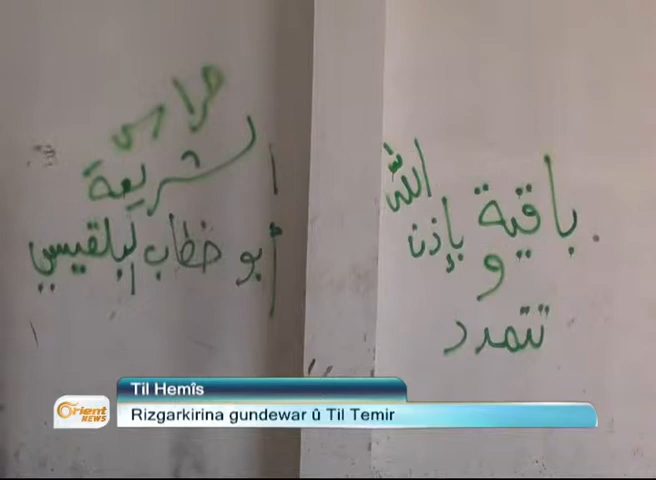 باقية بإذن الله
و
تتمدد
حراس
الشريعة
أبو خطاب البلقيسي
Til Hemîs
Orient NEWS
Rizgarkirina gundewar û Til Temir